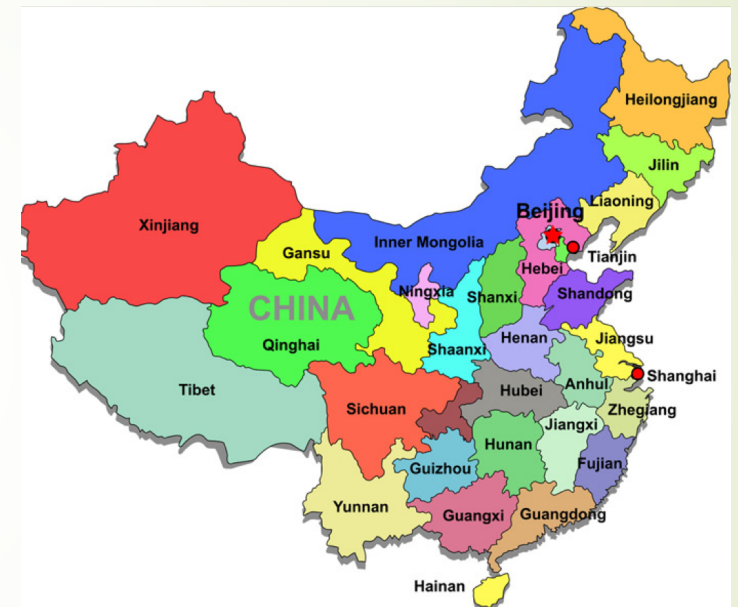 Heilongjiang
Jilin
Liaoning
Beijing
Xinjiang
Inner Mongolia
Gansu
Tianjin
Hebei
Ningxia
Shanxi
Shandong
CHINA
Qinghai
Henan
Jiangsu
Shaanxi
Shanghai
Tibet
Hubei
Anhui
Sichuan
Zhegiang
Jiangxi
Hunan
Guizhou
Fujian
Yunnan
Guangxi
Guangdong
Hainan